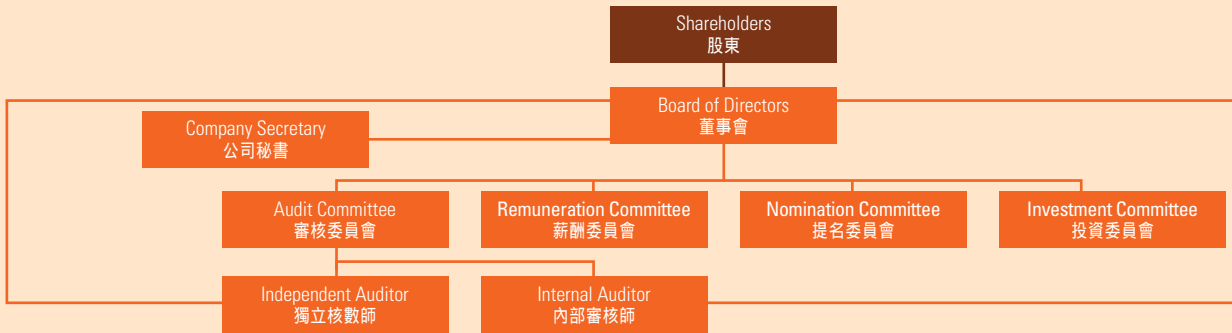 Shareholders
股東
Board of Directors
董事會
Company Secretary
公司秘書
Audit Committee
審核委員會
Remuneration Committee
薪酬委員會
Nomination Committee
提名委員會
Investment Committee
投資委員會
Independent Auditor
獨立核數師
Internal Auditor
內部審核師